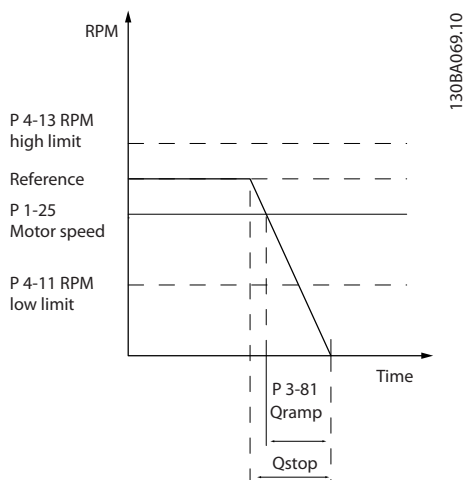 RPM
130BA069.10
P 4-13 RPM
high limit
Reference
P 1-25
Motor speed
P 4-11 RPM
low limit
Time
P 3-81
Qramp
Qstop